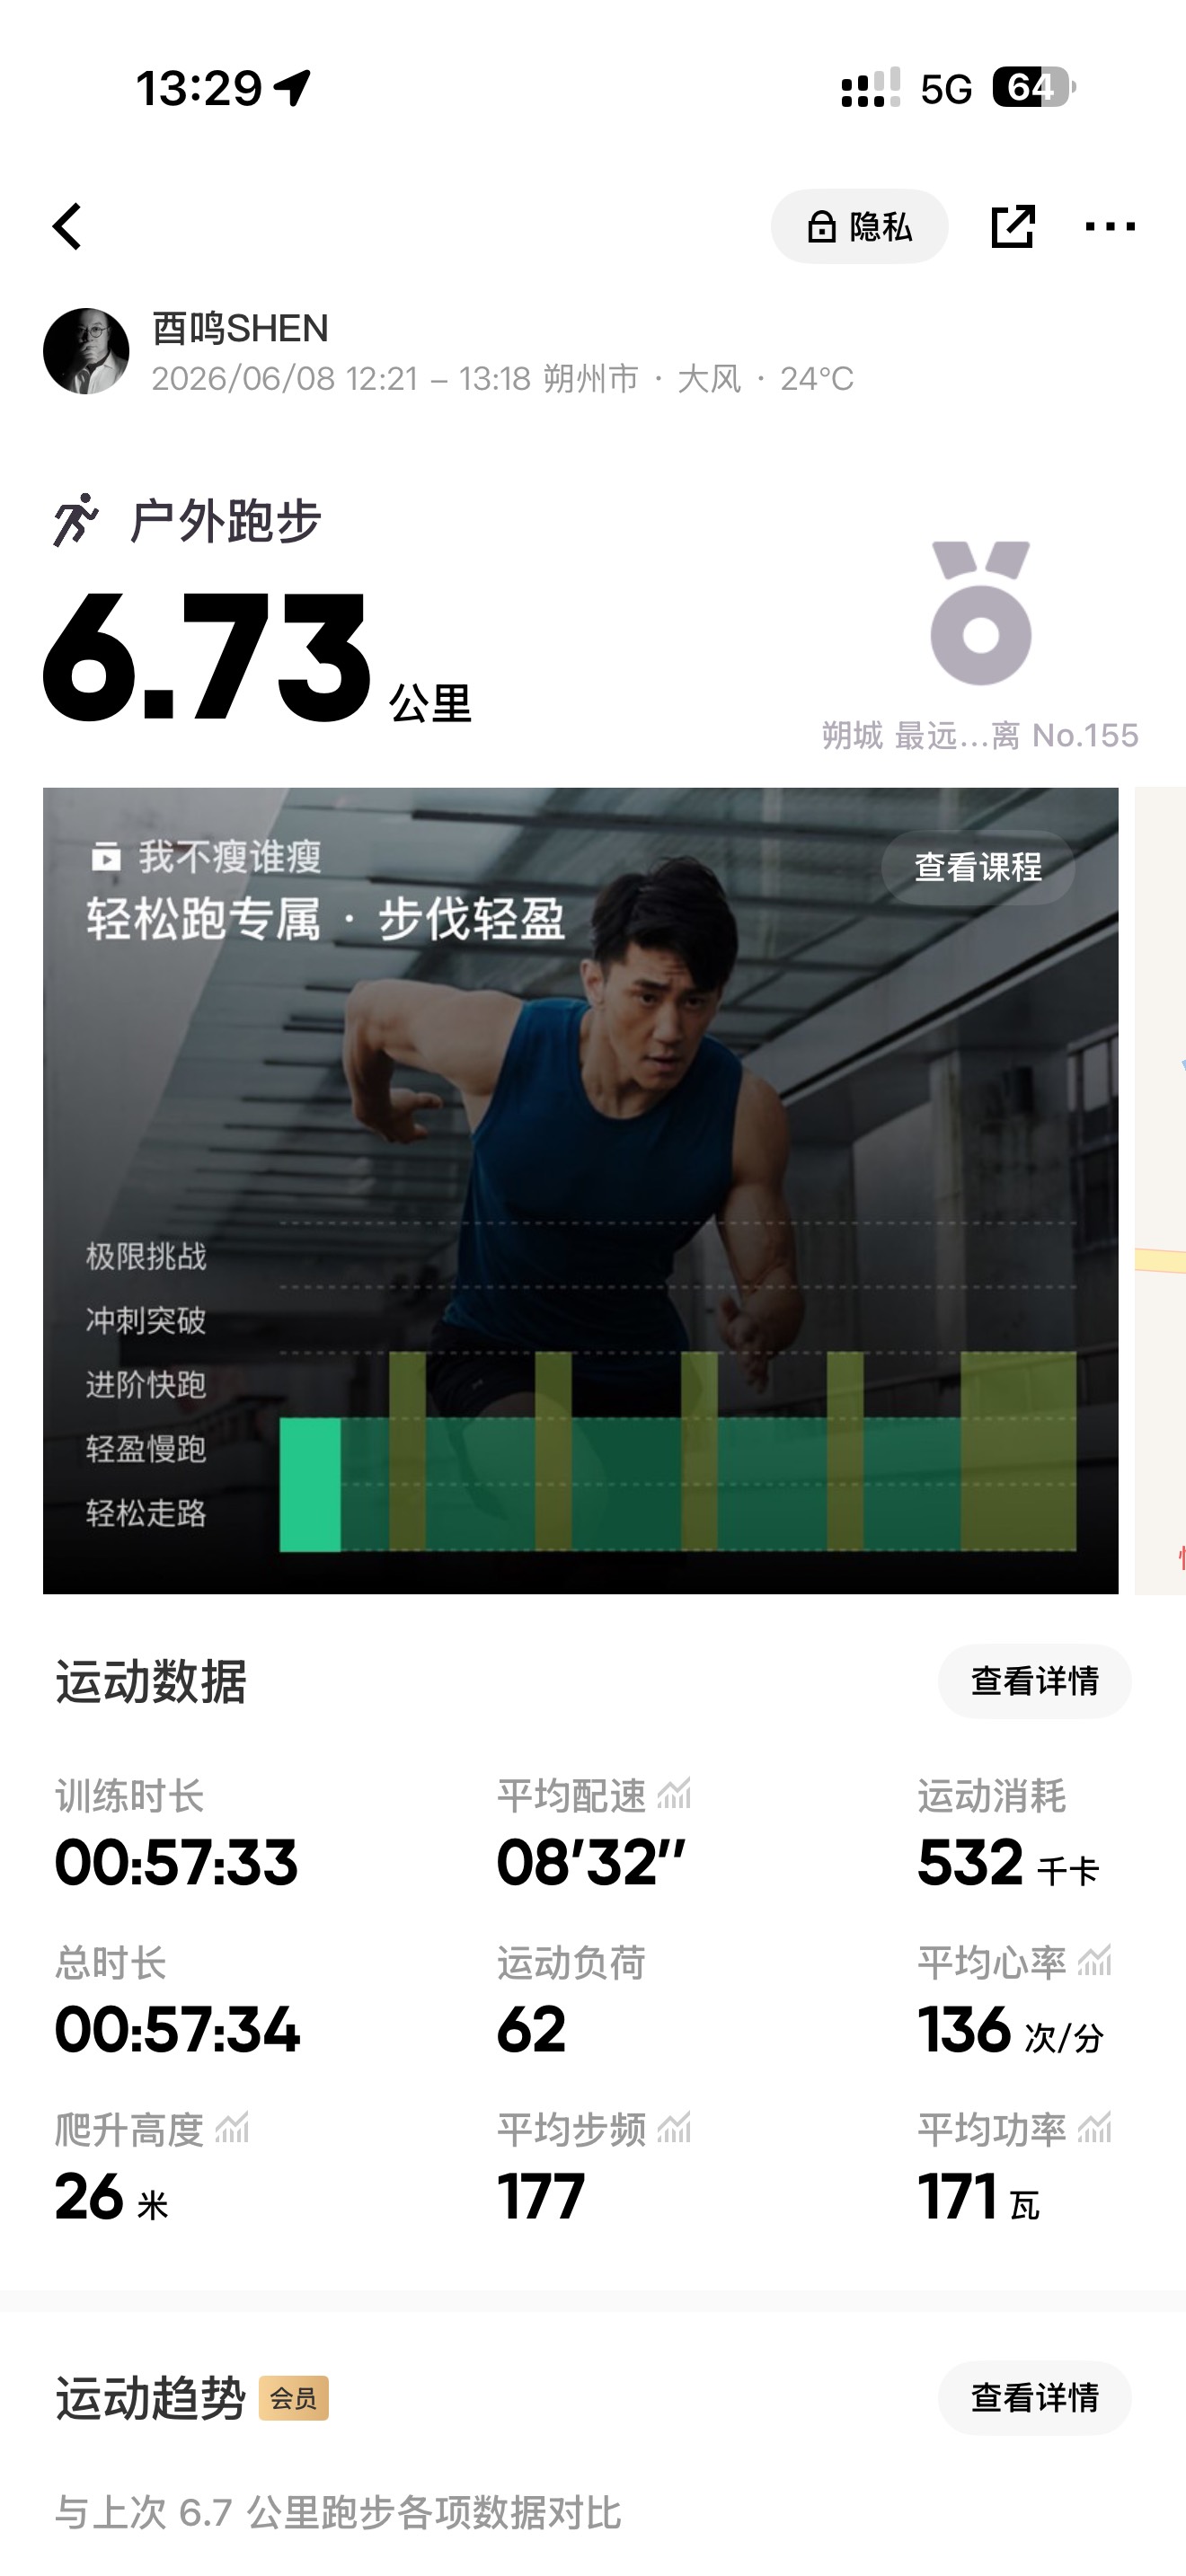 13:29
5G 64
隐私
酉鸣SHEN
2026/06/08 12:21 – 13:18 朔州市 · 大风 · 24°C
户外跑步
6.73 公里
朔城 最远...离 No.155
我不瘦谁瘦
查看课程
轻松跑专属 · 步伐轻盈
极限挑战
冲刺突破
进阶快跑
轻盈慢跑
轻松走路
运动数据
查看详情
训练时长 平均配速 运动消耗
00:57:33 08'32'' 532 千卡
总时长 运动负荷 平均心率
00:57:34 62 136 次/分
爬升高度 平均步频 平均功率
26 米 177 171 瓦
运动趋势 会员
查看详情
与上次 6.7 公里跑步各项数据对比